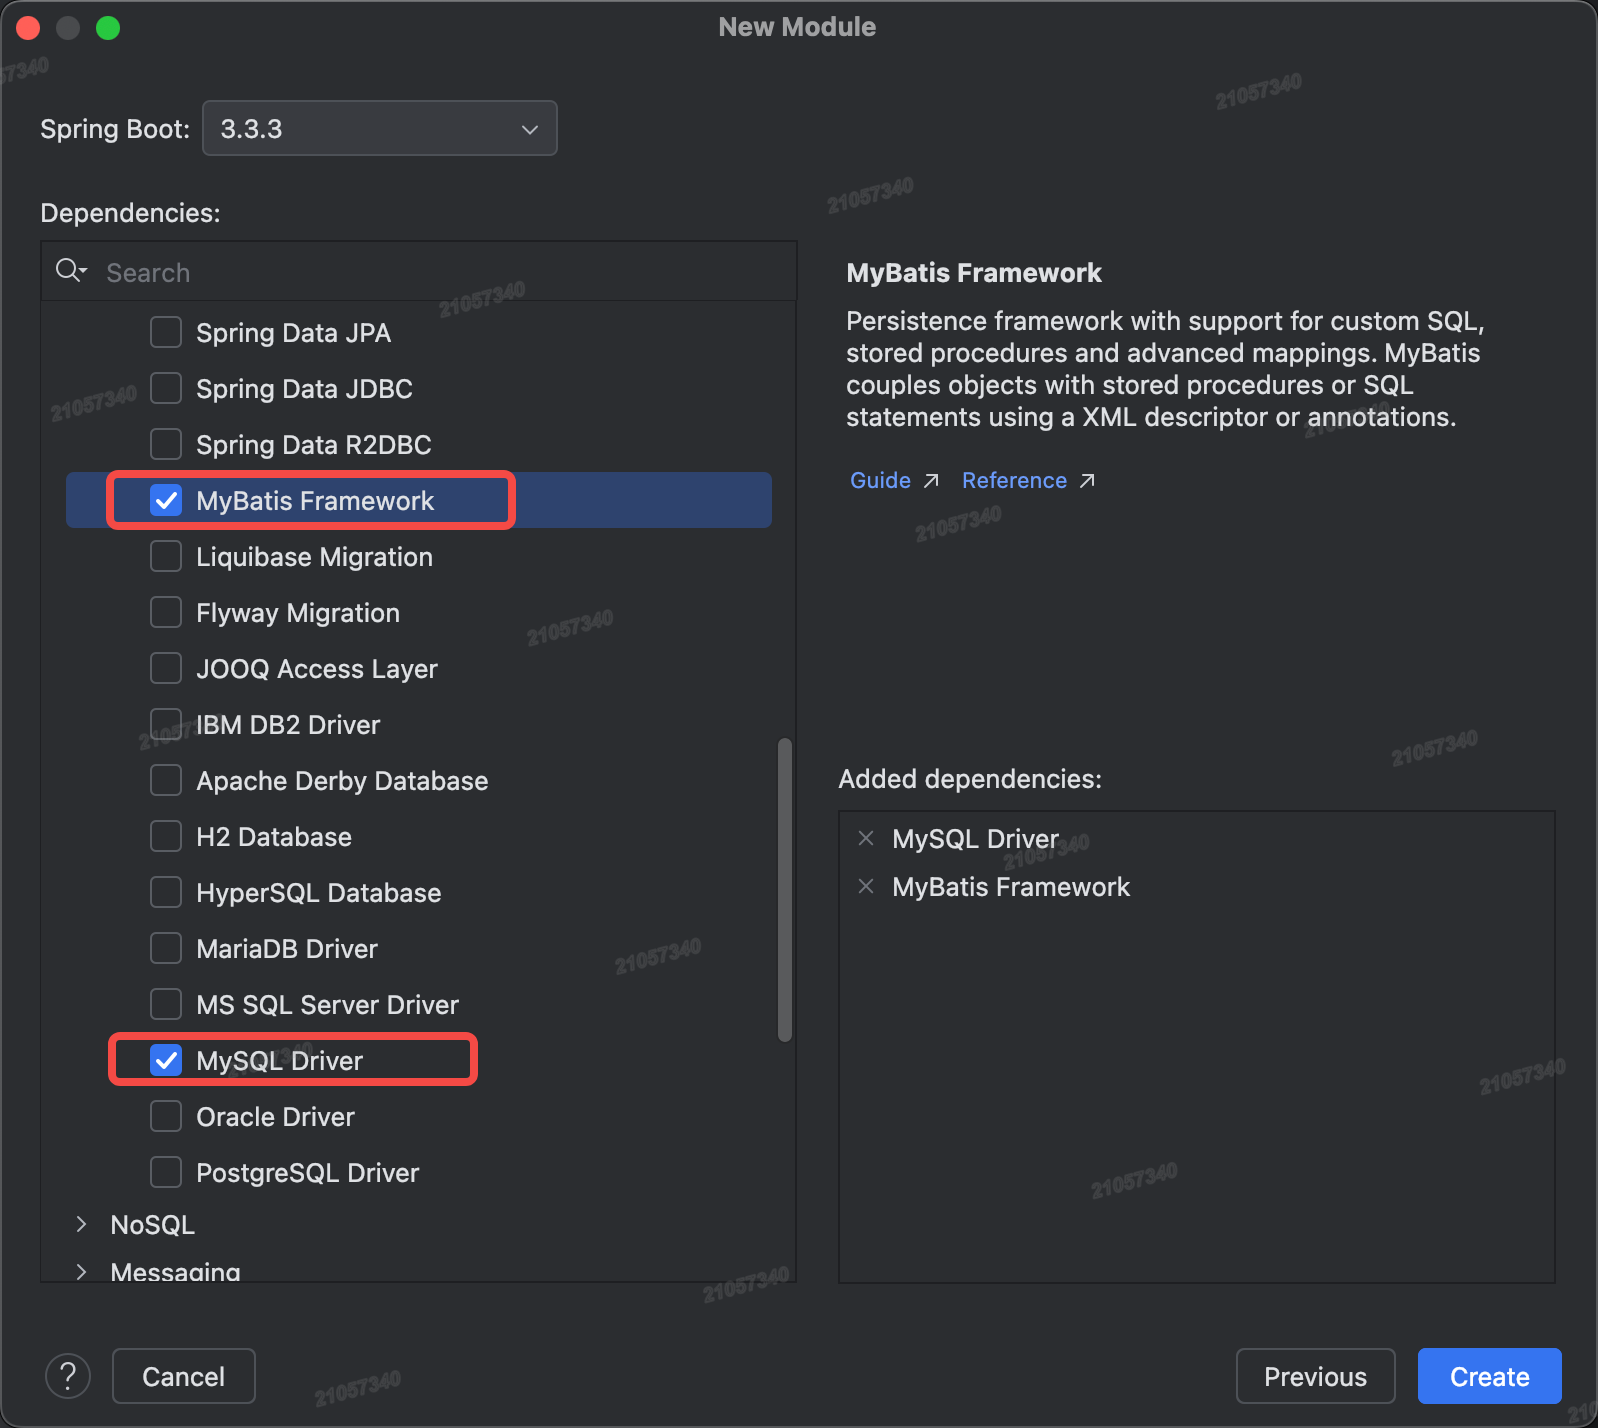 New Module
Spring Boot:
3.3.3
Dependencies:
Search
Spring Data JPA
Spring Data JDBC
Spring Data R2DBC
MyBatis Framework
Liquibase Migration
Flyway Migration
JOOQ Access Layer
IBM DB2 Driver
Apache Derby Database
H2 Database
HyperSQL Database
MariaDB Driver
MS SQL Server Driver
MySQL Driver
Oracle Driver
PostgreSQL Driver
NoSQL
Messaging
MyBatis Framework
Persistence framework with support for custom SQL,
stored procedures and advanced mappings. MyBatis
couples objects with stored procedures or SQL
statements using a XML descriptor or annotations.
Guide ↗ Reference ↗
Added dependencies:
MySQL Driver
MyBatis Framework
?
Cancel
Previous
Create
21057340